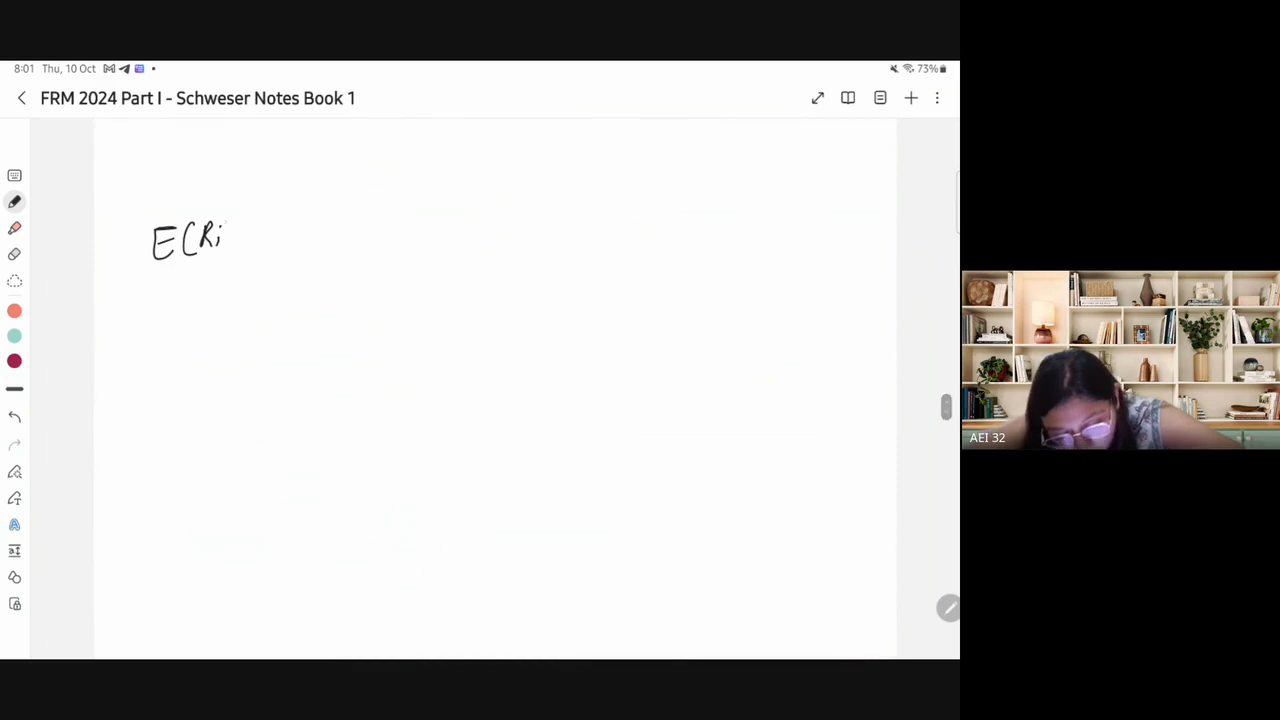 8:01 Thu, 10 Oct 73%
FRM 2024 Part I - Schweser Notes Book 1
E(Ri
AEI 32